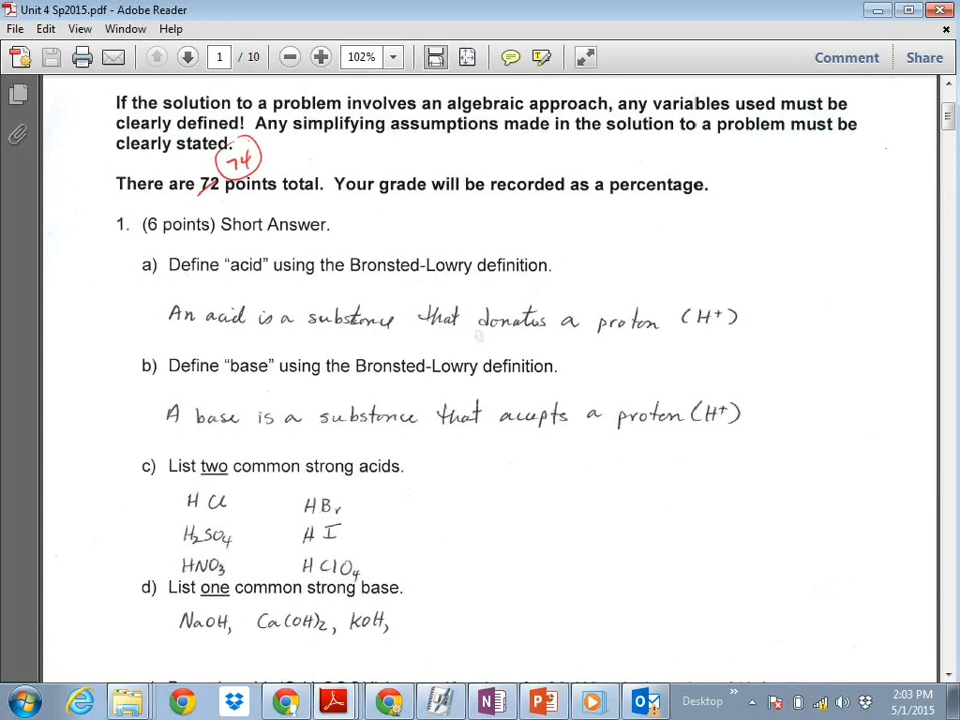 Unit 4 Sp2015.pdf - Adobe Reader
File Edit View Window Help
1 / 10 102% Comment Share
If the solution to a problem involves an algebraic approach, any variables used must be
clearly defined! Any simplifying assumptions made in the solution to a problem must be
clearly stated.
74
There are 72 points total. Your grade will be recorded as a percentage.
1. (6 points) Short Answer.
a) Define “acid” using the Bronsted-Lowry definition.
An acid is a substance that donates a proton (H+)
b) Define “base” using the Bronsted-Lowry definition.
A base is a substance that accepts a proton (H+)
c) List two common strong acids.
HCl HBr
H2SO4 HI
HNO3 HClO4
d) List one common strong base.
NaOH, Ca(OH)2, KOH,
Desktop
2:03 PM
5/1/2015